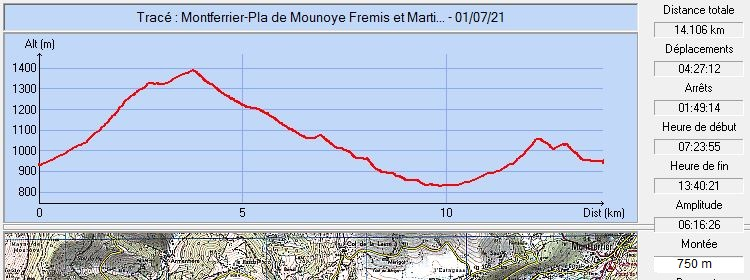 Tracé : Montferrier-Pla de Mounoye Fremis et Marti... - 01/07/21
Alt (m)
1400
1300
1200
1100
1000
900
800
0
5
10
Dist (km)
Distance totale
14.106 km
Déplacements
04:27:12
Arrêts
01:49:14
Heure de début
07:23:55
Heure de fin
13:40:21
Amplitude
06:16:26
Montée
750 m
Montferrier